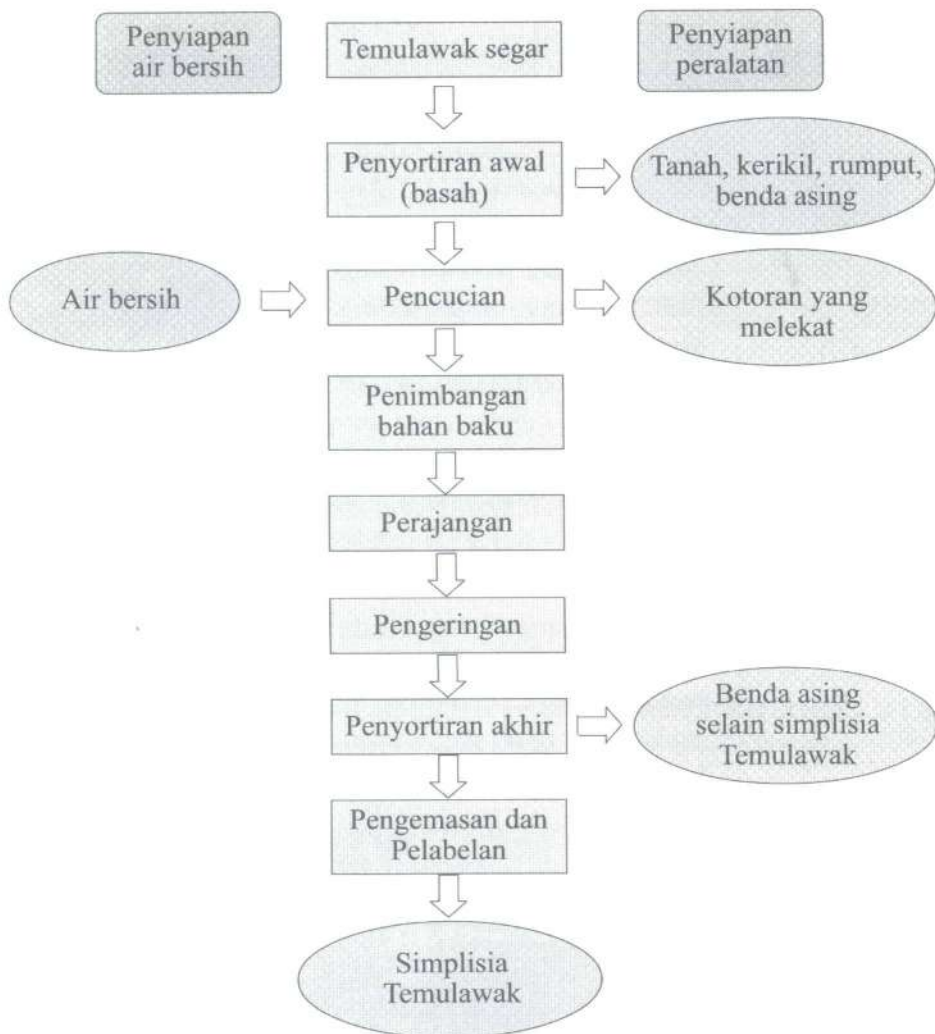 Penyiapan
air bersih
Temulawak segar
Penyiapan
peralatan
Penyortiran awal
(basah)
Tanah, kerikil, rumput,
benda asing
Air bersih
Pencucian
Kotoran yang
melekat
Penimbangan
bahan baku
Perajangan
Pengeringan
Penyortiran akhir
Benda asing
selain simplisia
Temulawak
Pengemasan dan
Pelabelan
Simplisia
Temulawak